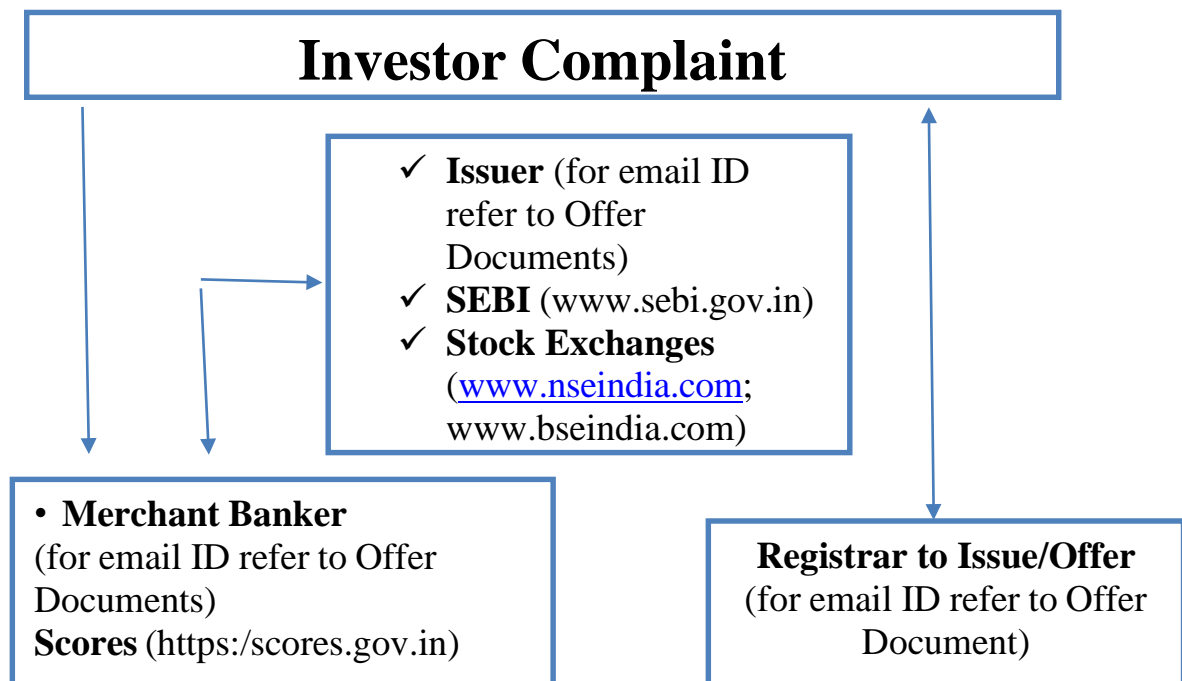 Investor Complaint
✓ Issuer (for email ID
refer to Offer
Documents)
✓ SEBI (www.sebi.gov.in)
✓ Stock Exchanges
(www.nseindia.com;
www.bseindia.com)
• Merchant Banker
(for email ID refer to Offer
Documents)
Scores (https:/scores.gov.in)
Registrar to Issue/Offer
(for email ID refer to Offer
Document)